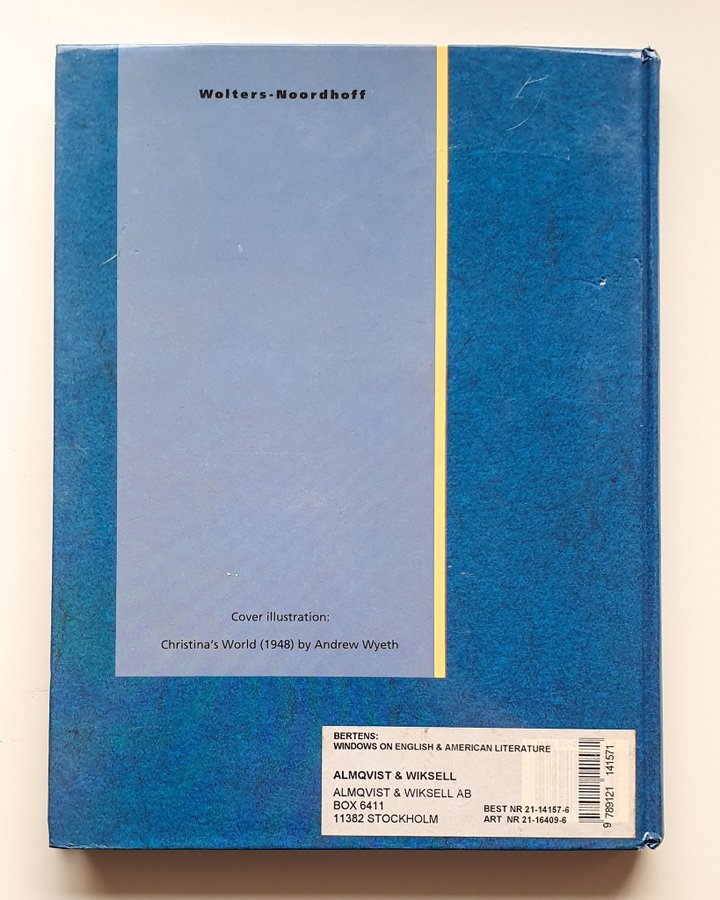 Wolters-Noordhoff
Cover illustration:
Christina's World (1948) by Andrew Wyeth
BERTENS:
WINDOWS ON ENGLISH & AMERICAN LITERATURE
ALMQVIST & WIKSELL
ALMQVIST & WIKSELL AB
BOX 6411
11382 STOCKHOLM
BEST NR 21-14157-6
ART NR 21-16409-6
9 789121 141571